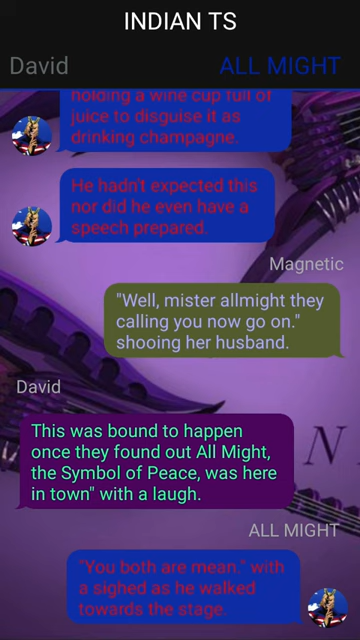 INDIAN TS
David
ALL MIGHT
holding a wine cup full of
juice to disguise it as
drinking champagne.
He hadn't expected this
nor did he even have a
speech prepared.
Magnetic
"Well, mister allmight they
calling you now go on."
shooing her husband.
David
This was bound to happen
once they found out All Might,
the Symbol of Peace, was here
in town" with a laugh.
N
ALL MIGHT
"You both are mean." with
a sighed as he walked
towards the stage.